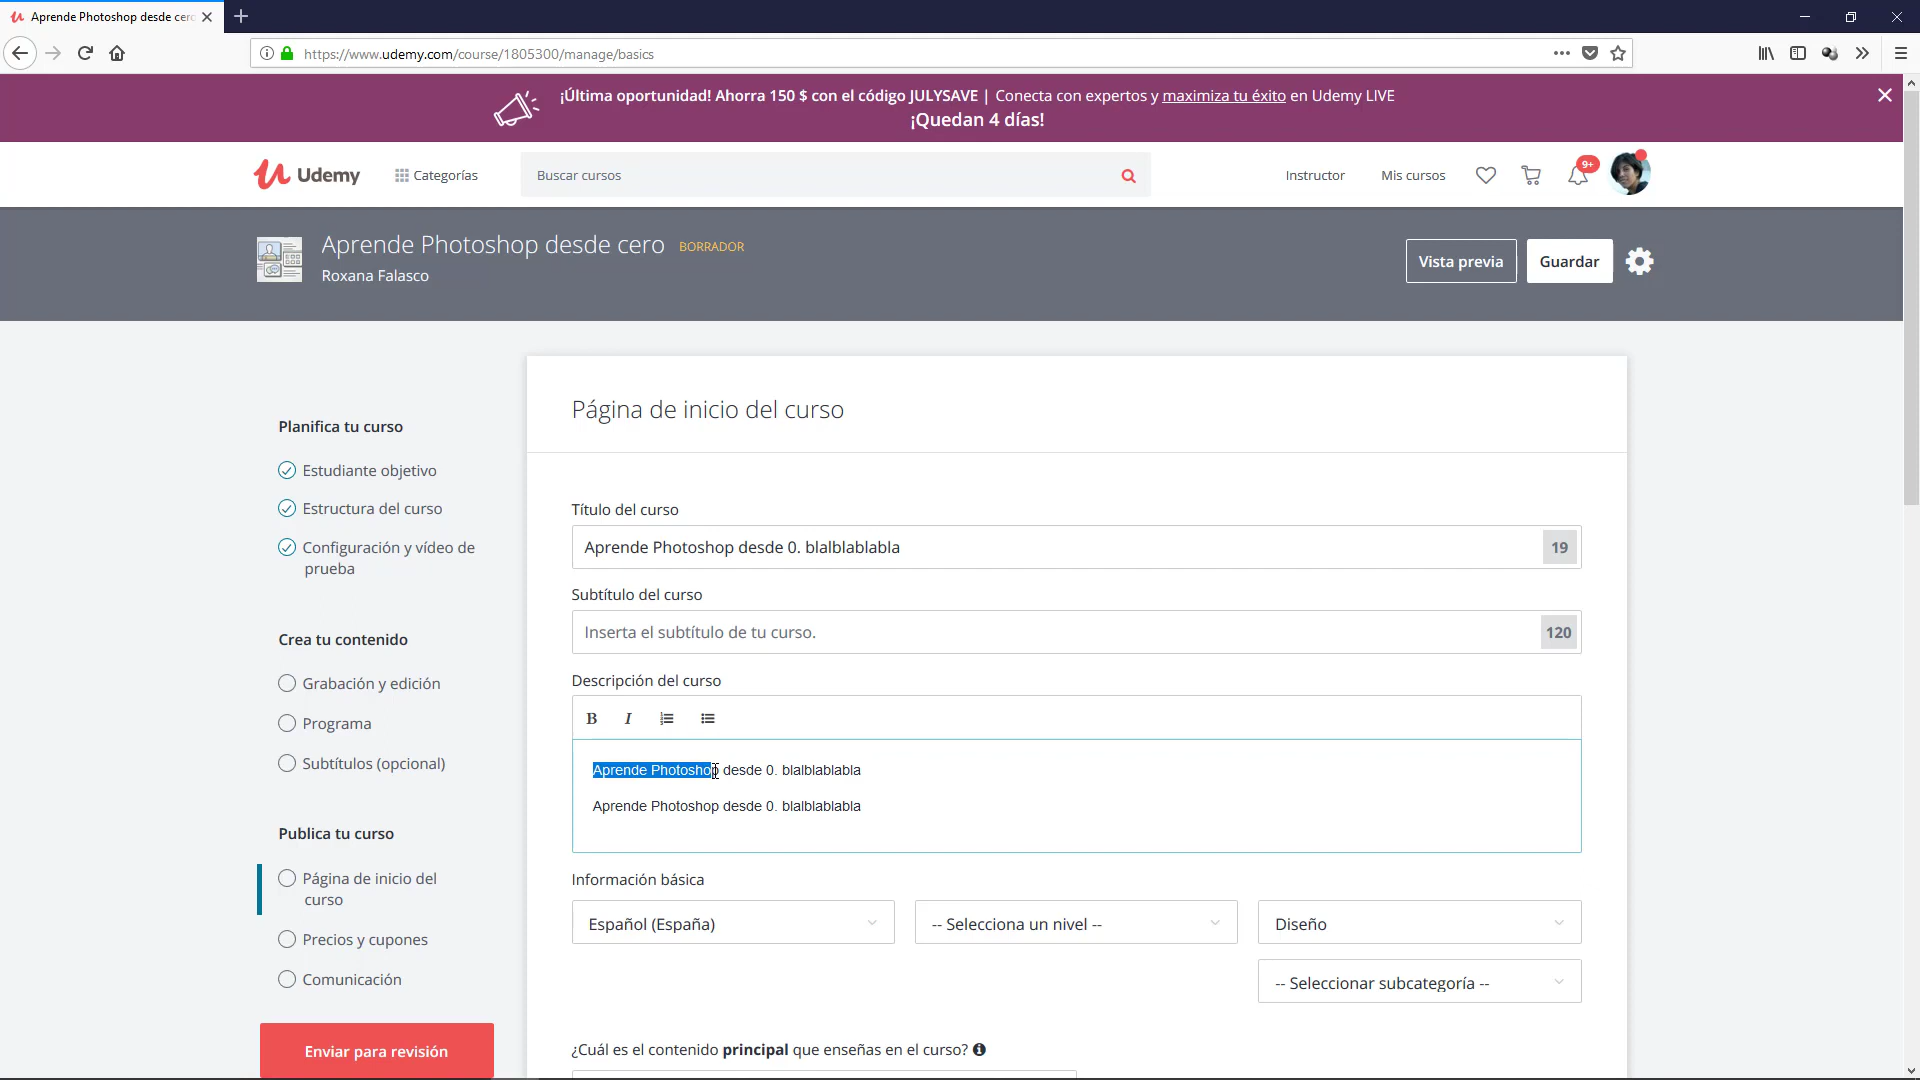 Aprende Photoshop desde cero
https://www.udemy.com/course/1805300/manage/basics
¡Última oportunidad! Ahorra 150 $ con el código JULYSAVE | Conecta con expertos y maximiza tu éxito en Udemy LIVE
¡Quedan 4 días!
Udemy
Categorías
Buscar cursos
Instructor
Mis cursos
9+
Aprende Photoshop desde cero BORRADOR
Roxana Falasco
Vista previa
Guardar
Planifica tu curso
Estudiante objetivo
Estructura del curso
Configuración y vídeo de
prueba
Crea tu contenido
Grabación y edición
Programa
Subtítulos (opcional)
Publica tu curso
Página de inicio del
curso
Precios y cupones
Comunicación
Enviar para revisión
Página de inicio del curso
Título del curso
Aprende Photoshop desde 0. blalblablabla
19
Subtítulo del curso
Inserta el subtítulo de tu curso.
120
Descripción del curso
B I
Aprende Photoshop desde 0. blalblablabla
Aprende Photoshop desde 0. blalblablabla
Información básica
Español (España)
-- Selecciona un nivel --
Diseño
-- Seleccionar subcategoría --
¿Cuál es el contenido principal que enseñas en el curso?